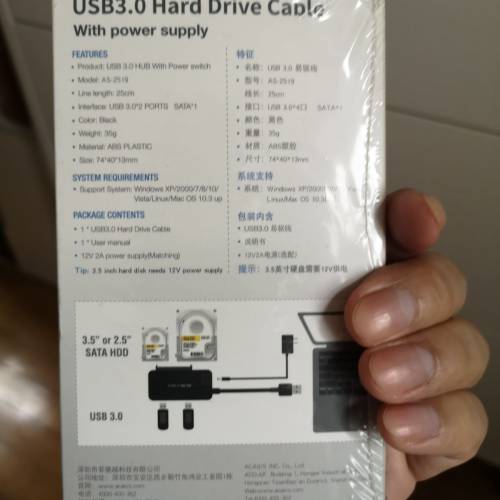 USB3.0 Hard Drive Cable
With power supply
FEATURES
• Product: USB 3.0 HUB With Power switch
• Model: AS-2519
• Line length: 25cm
• Interface: USB 3.0*2 PORTS SATA*1
• Color: Black
• Weight: 35g
• Material: ABS PLASTIC
• Size: 74*40*13mm
SYSTEM REQUIREMENTS
• Support System: Windows XP/2000/7/8/10/
Vista/Linux/Mac OS 10.3 up
PACKAGE CONTENTS
• 1 * USB3.0 Hard Drive Cable
• 1 * User manual
• 12V 2A power supply(Matching)
Tip: 3.5 inch hard disk needs 12V power supply
特征
• 名称: USB 3.0 易驱线
• 型号: AS-2519
• 线长: 25cm
• 接口: USB 3.0*4口 SATA*1
• 颜色: 黑色
• 重量: 35g
• 材质: ABS塑胶
• 尺寸: 74*40*13mm
系统支持
• 系统: Windows XP/2000/
Linux/Mac OS 10.3
包装内含
• USB3.0 易驱线
• 说明书
• 12V2A电源(选配)
提示: 3.5英寸硬盘需要12V供电
3.5" or 2.5"
SATA HDD
USB 3.0
ACASIS INC. Co., Ltd.